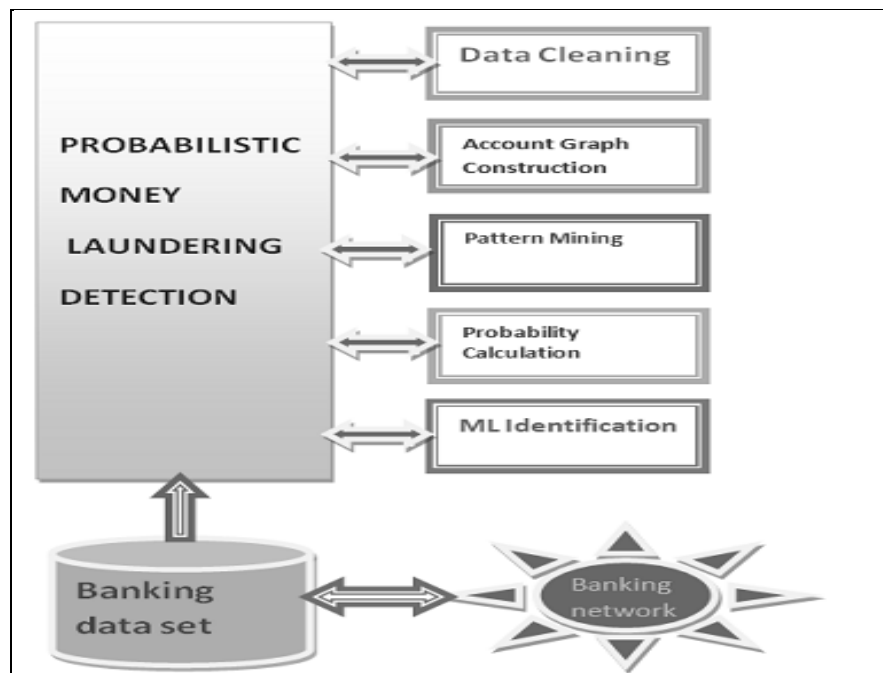 PROBABILISTIC
MONEY
LAUNDERING
DETECTION
Data Cleaning
Account Graph
Construction
Pattern Mining
Probability
Calculation
ML Identification
Banking
data set
Banking
network